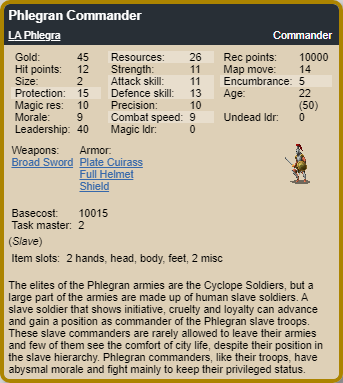 Phlegran Commander
LA Phlegra Commander
Gold: 45 Resources: 26 Rec points: 10000
Hit points: 12 Strength: 11 Map move: 14
Size: 2 Attack skill: 11 Encumbrance: 5
Protection: 15 Defence skill: 13 Age: 22
Magic res: 10 Precision: 10 (50)
Morale: 9 Combat speed: 9 Undead ldr: 0
Leadership: 40 Magic ldr: 0
Weapons: Armor:
Broad Sword Plate Cuirass
Full Helmet
Shield
Basecost: 10015
Task master: 2
(Slave)
Item slots: 2 hands, head, body, feet, 2 misc
The elites of the Phlegran armies are the Cyclope Soldiers, but a
large part of the armies are made up of human slave soldiers. A
slave soldier that shows initiative, cruelty and loyalty can advance
and gain a position as commander of the Phlegran slave troops.
These slave commanders are rarely allowed to leave their armies
and few of them see the comfort of city life, despite their position in
the slave hierarchy. Phlegran commanders, like their troops, have
abysmal morale and fight mainly to keep their privileged status.